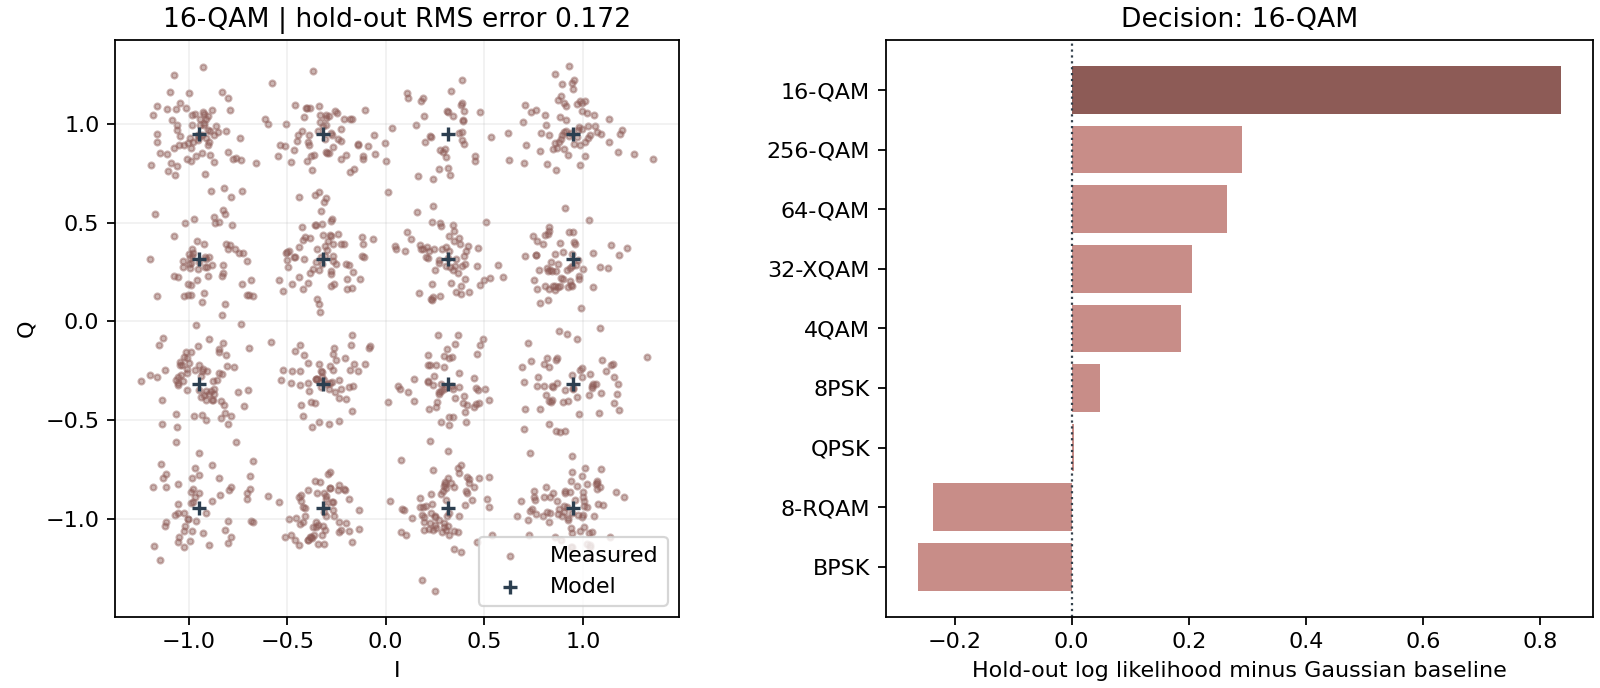 16-QAM | hold-out RMS error 0.172
1.0
0.5
0.0
−0.5
−1.0
Q
−1.0
−0.5
0.0
0.5
1.0
I
Measured
Model
Decision: 16-QAM
16-QAM
256-QAM
64-QAM
32-XQAM
4QAM
8PSK
QPSK
8-RQAM
BPSK
−0.2
0.0
0.2
0.4
0.6
0.8
Hold-out log likelihood minus Gaussian baseline